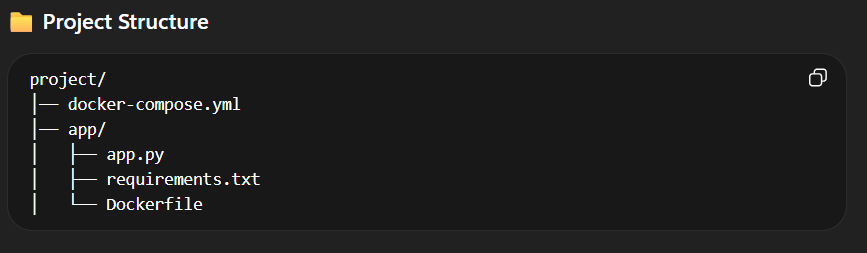 Project Structure
project/
│── docker-compose.yml
│── app/
│   ├── app.py
│   ├── requirements.txt
│   └── Dockerfile